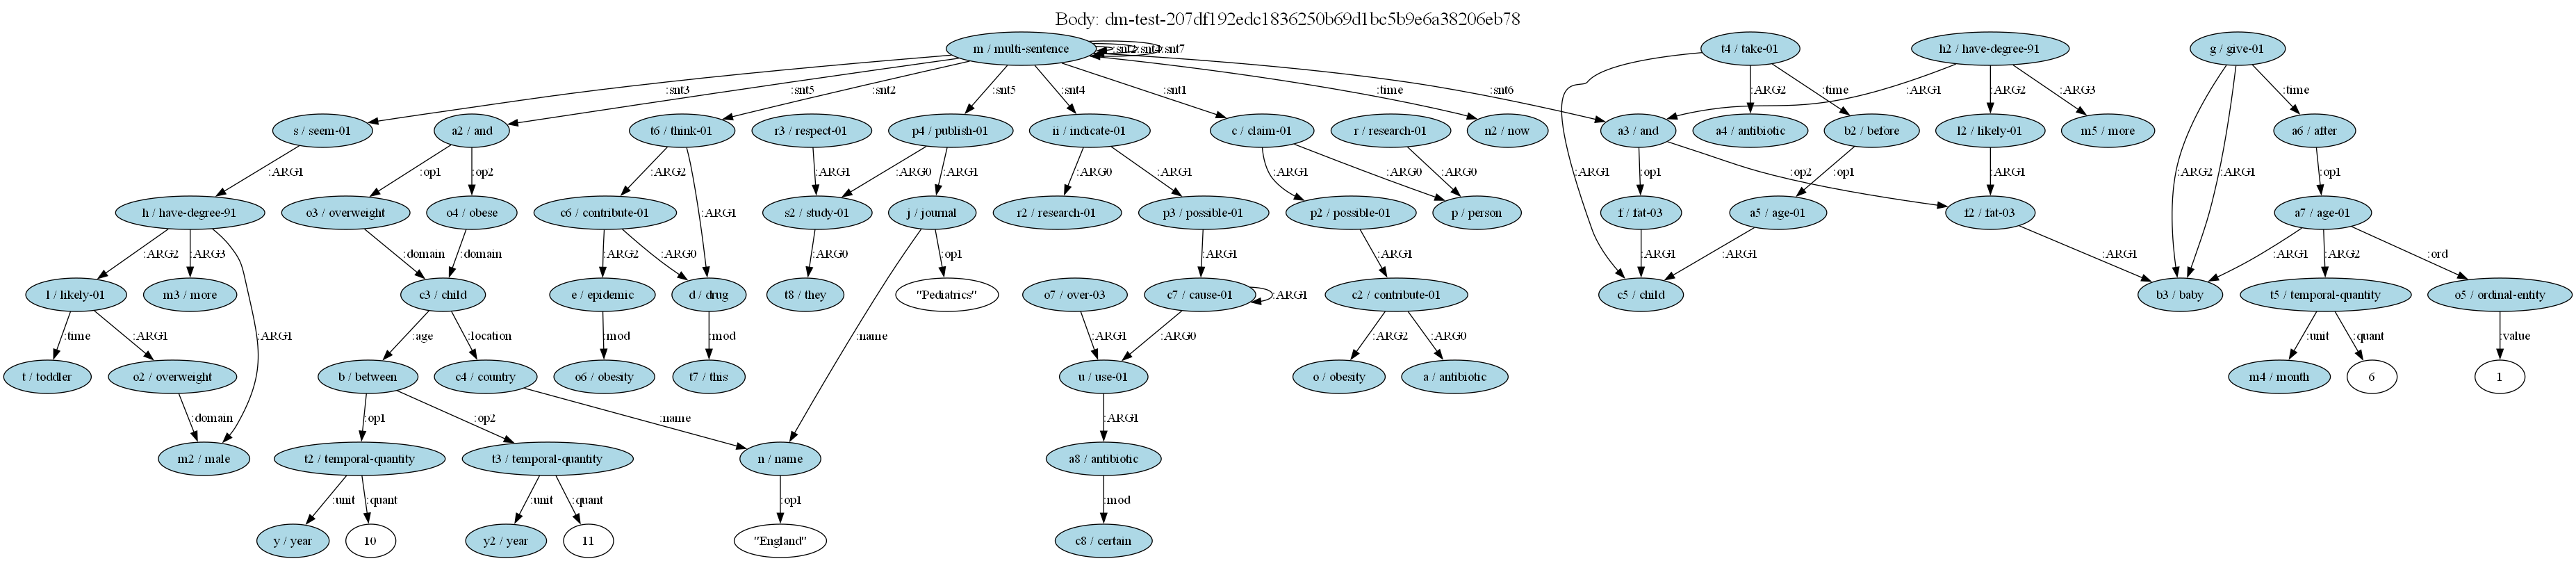 Body: dm-test-207df192edc1836250b69d1bc5b9e6a38206eb78
m / multi-sentence
:snt7
t4 / take-01
h2 / have-degree-91
g / give-01
:snt3
:snt5
:snt2
:snt5
:snt4
:snt1
:time
:snt6
:ARG2
:time
:ARG1
:ARG2
:ARG3
:time
s / seem-01
a2 / and
t6 / think-01
r3 / respect-01
p4 / publish-01
ii / indicate-01
c / claim-01
r / research-01
n2 / now
a3 / and
a4 / antibiotic
b2 / before
l2 / likely-01
m5 / more
a6 / after
:ARG1
:op1
:op2
:ARG2
:ARG1
:ARG0
:ARG1
:ARG0
:ARG1
:ARG1
:ARG0
:ARG0
:ARG1
:op1
:op2
:op1
:ARG1
:ARG2
:ARG1
:op1
h / have-degree-91
o3 / overweight
o4 / obese
c6 / contribute-01
:ARG1
s2 / study-01
j / journal
r2 / research-01
p3 / possible-01
p2 / possible-01
p / person
f / fat-03
a5 / age-01
f2 / fat-03
a7 / age-01
:ARG2
:ARG3
:domain
:domain
:ARG2
:ARG0
:ARG0
:op1
:ARG1
:ARG1
:ARG1
:ARG1
:ARG1
:ARG1
:ARG2
:ord
l / likely-01
m3 / more
c3 / child
e / epidemic
d / drug
t8 / they
"Pediatrics"
o7 / over-03
c7 / cause-01
:ARG1
c2 / contribute-01
c5 / child
b3 / baby
t5 / temporal-quantity
o5 / ordinal-entity
:time
:ARG1
:ARG1
:age
:location
:mod
:mod
:name
:ARG1
:ARG0
:ARG2
:ARG0
:unit
:quant
:value
t / toddler
o2 / overweight
b / between
c4 / country
o6 / obesity
t7 / this
u / use-01
o / obesity
a / antibiotic
m4 / month
6
1
:domain
:op1
:op2
:name
:ARG1
m2 / male
t2 / temporal-quantity
t3 / temporal-quantity
n / name
a8 / antibiotic
:unit
:quant
:unit
:quant
:op1
:mod
y / year
10
y2 / year
11
"England"
c8 / certain